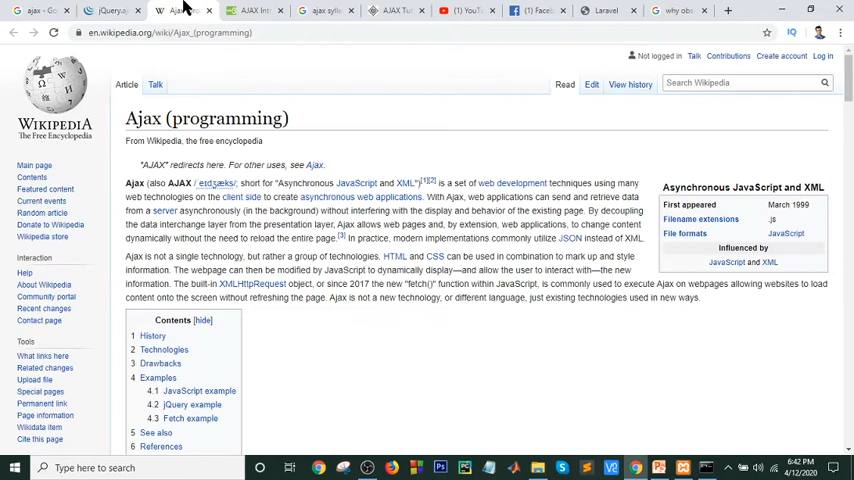 ajax - Go
jQuery.aj
Aja
AJAX Int
ajax sylle
AJAX Tu
(1) YouT
(1) Faceb
Laravel
why obs
en.wikipedia.org/wiki/Ajax_(programming)
Not logged in Talk Contributions Create account Log in
Article Talk
Read Edit View history
Search Wikipedia
WIKIPEDIA
The Free Encyclopedia
Main page
Contents
Featured content
Current events
Random article
Donate to Wikipedia
Wikipedia store
Interaction
Help
About Wikipedia
Community portal
Recent changes
Contact page
Tools
What links here
Related changes
Upload file
Special pages
Permanent link
Page information
Wikidata item
Cite this page
Ajax (programming)
From Wikipedia, the free encyclopedia
"AJAX" redirects here. For other uses, see Ajax.
Ajax (also AJAX /ˈeɪdʒæks/; short for "Asynchronous JavaScript and XML")[1][2] is a set of web development techniques using many
web technologies on the client side to create asynchronous web applications. With Ajax, web applications can send and retrieve data
from a server asynchronously (in the background) without interfering with the display and behavior of the existing page. By decoupling
the data interchange layer from the presentation layer, Ajax allows web pages and, by extension, web applications, to change content
dynamically without the need to reload the entire page.[3] In practice, modern implementations commonly utilize JSON instead of XML.
Ajax is not a single technology, but rather a group of technologies. HTML and CSS can be used in combination to mark up and style
information. The webpage can then be modified by JavaScript to dynamically display—and allow the user to interact with—the new
information. The built-in XMLHttpRequest object, or since 2017 the new "fetch()" function within JavaScript, is commonly used to execute Ajax on webpages allowing websites to load
content onto the screen without refreshing the page. Ajax is not a new technology, or different language, just existing technologies used in new ways.
Asynchronous JavaScript and XML
First appeared March 1999
Filename extensions .js
File formats JavaScript
Influenced by
JavaScript and XML
Contents [hide]
1 History
2 Technologies
3 Drawbacks
4 Examples
4.1 JavaScript example
4.2 jQuery example
4.3 Fetch example
5 See also
6 References
Type here to search
6:42 PM
4/12/2020